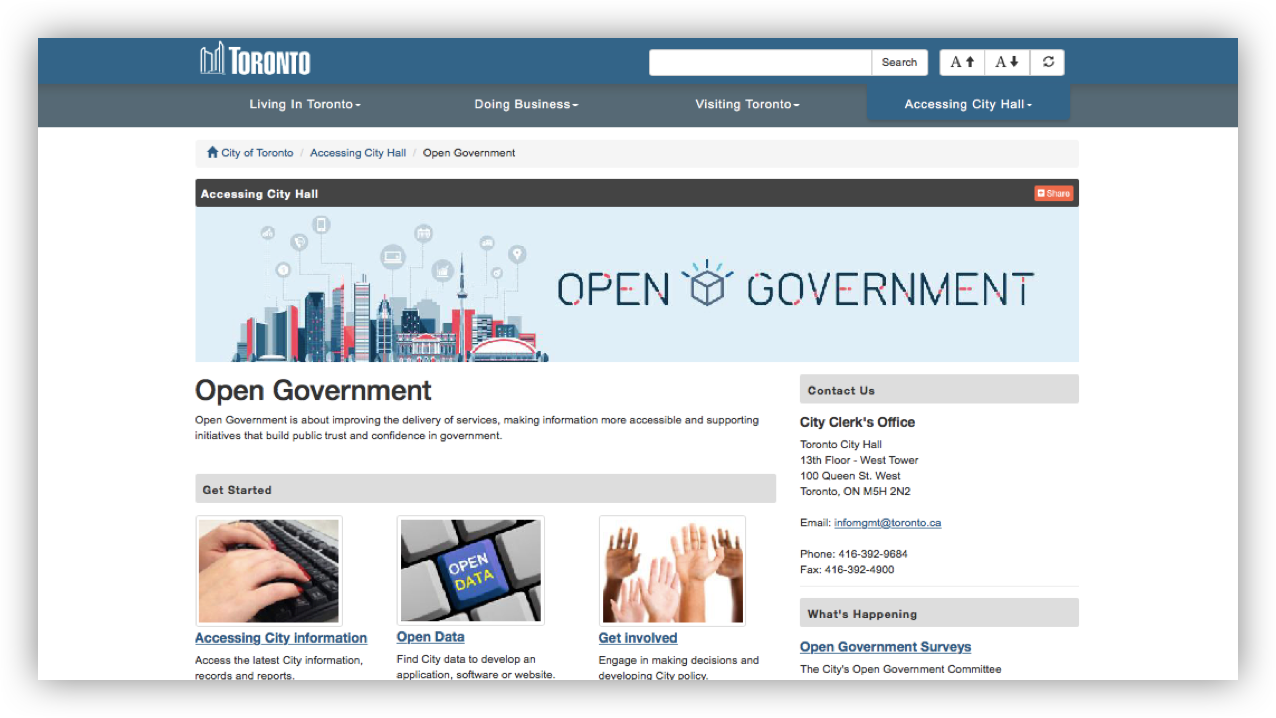 TORONTO
Search
A
A
Living In Toronto
Doing Business
Visiting Toronto
Accessing City Hall
City of Toronto / Accessing City Hall / Open Government
Accessing City Hall
Share
OPEN GOVERNMENT
Open Government
Open Government is about improving the delivery of services, making information more accessible and supporting
initiatives that build public trust and confidence in government.
Get Started
OPEN
DATA
Accessing City information
Access the latest City information,
records and reports.
Open Data
Find City data to develop an
application, software or website.
Get involved
Engage in making decisions and
developing City policy.
Contact Us
City Clerk's Office
Toronto City Hall
13th Floor - West Tower
100 Queen St. West
Toronto, ON M5H 2N2
Email: infomgmt@toronto.ca
Phone: 416-392-9684
Fax: 416-392-4900
What's Happening
Open Government Surveys
The City's Open Government Committee